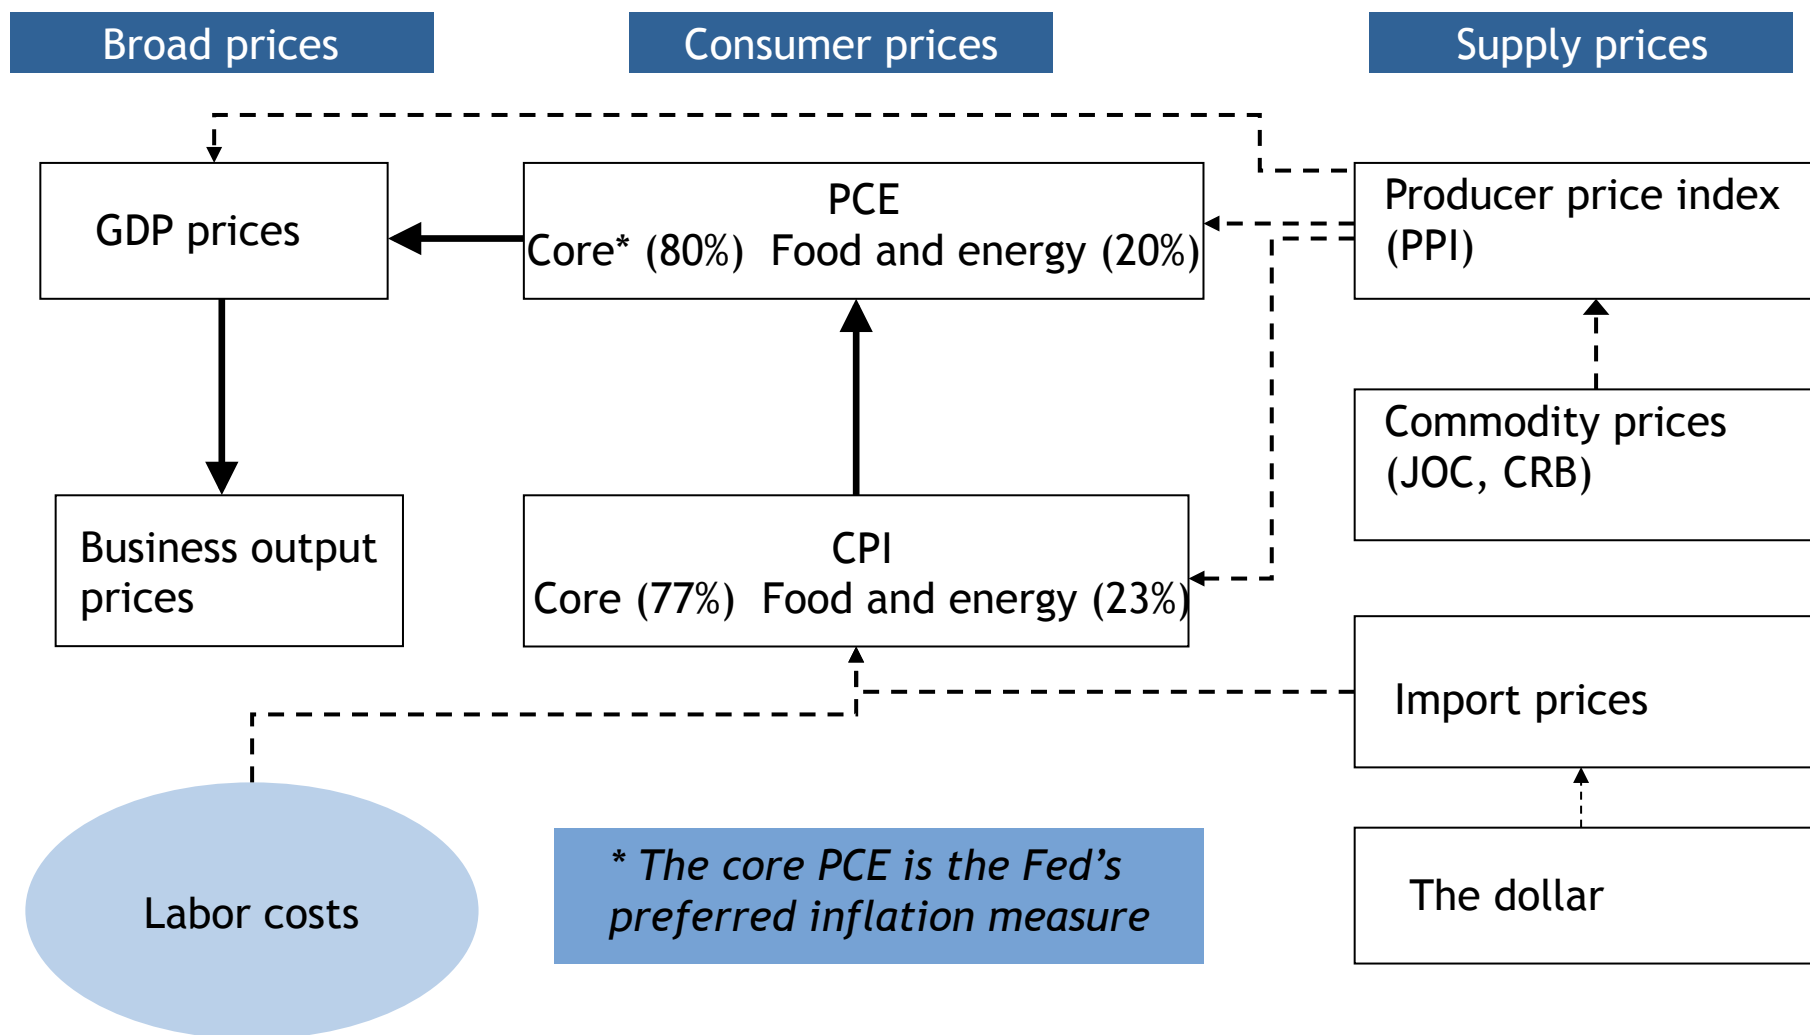 Broad prices
Consumer prices
Supply prices
GDP prices
PCE
Core* (80%)  Food and energy (20%)
Producer price index
(PPI)
Commodity prices
(JOC, CRB)
Business output
prices
CPI
Core (77%)  Food and energy (23%)
Import prices
Labor costs
* The core PCE is the Fed’s
preferred inflation measure
The dollar